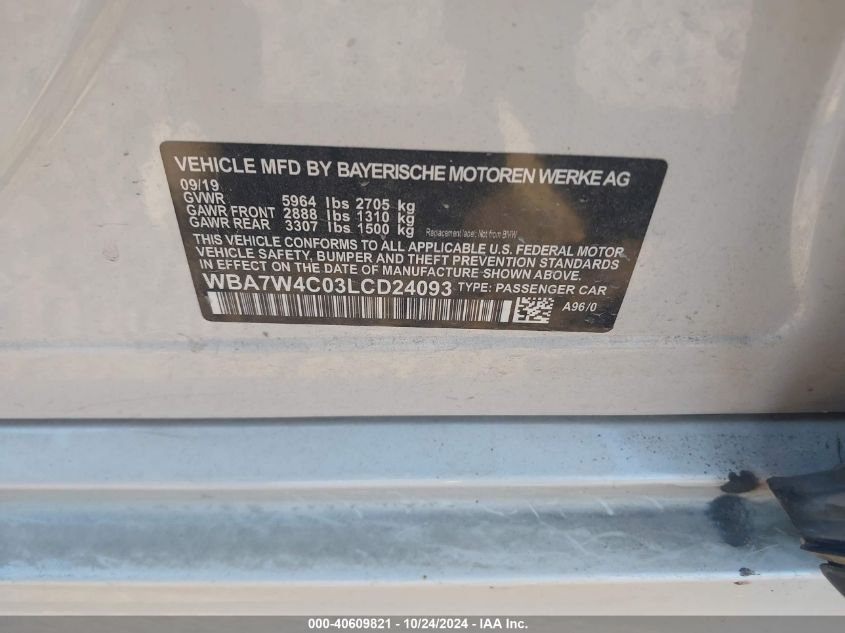 VEHICLE MFD BY BAYERISCHE MOTOREN WERKE AG
09/19
GVWR 5964 lbs 2705 kg
GAWR FRONT 2888 lbs 1310 kg
GAWR REAR 3307 lbs 1500 kg
Replacement label, Not from BMW
THIS VEHICLE CONFORMS TO ALL APPLICABLE U.S. FEDERAL MOTOR
VEHICLE SAFETY, BUMPER AND THEFT PREVENTION STANDARDS
IN EFFECT ON THE DATE OF MANUFACTURE SHOWN ABOVE.
WBA7W4C03LCD24093 TYPE: PASSENGER CAR
A96/0
000-40609821 - 10/24/2024 - IAA Inc.